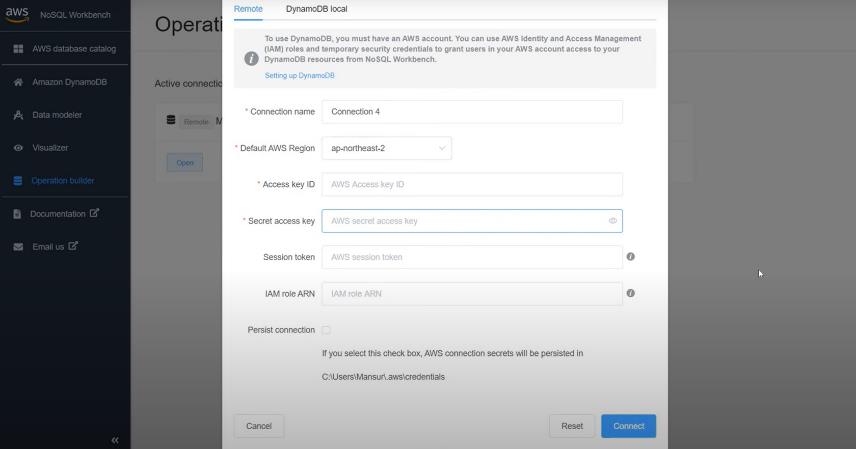 aws
NoSQL Workbench
AWS database catalog
Amazon DynamoDB
Data modeler
Visualizer
Operation builder
Documentation
Email us
Operati
Active connectio
Remote M
Open
Remote DynamoDB local
To use DynamoDB, you must have an AWS account. You can use AWS Identity and Access Management
(IAM) roles and temporary security credentials to grant users in your AWS account access to your
DynamoDB resources from NoSQL Workbench.
Setting up DynamoDB
* Connection name Connection 4
* Default AWS Region ap-northeast-2
* Access key ID AWS Access key ID
* Secret access key AWS secret access key
Session token AWS session token
IAM role ARN IAM role ARN
Persist connection
If you select this check box, AWS connection secrets will be persisted in
C:\Users\Mansur\.aws\credentials
Cancel Reset Connect